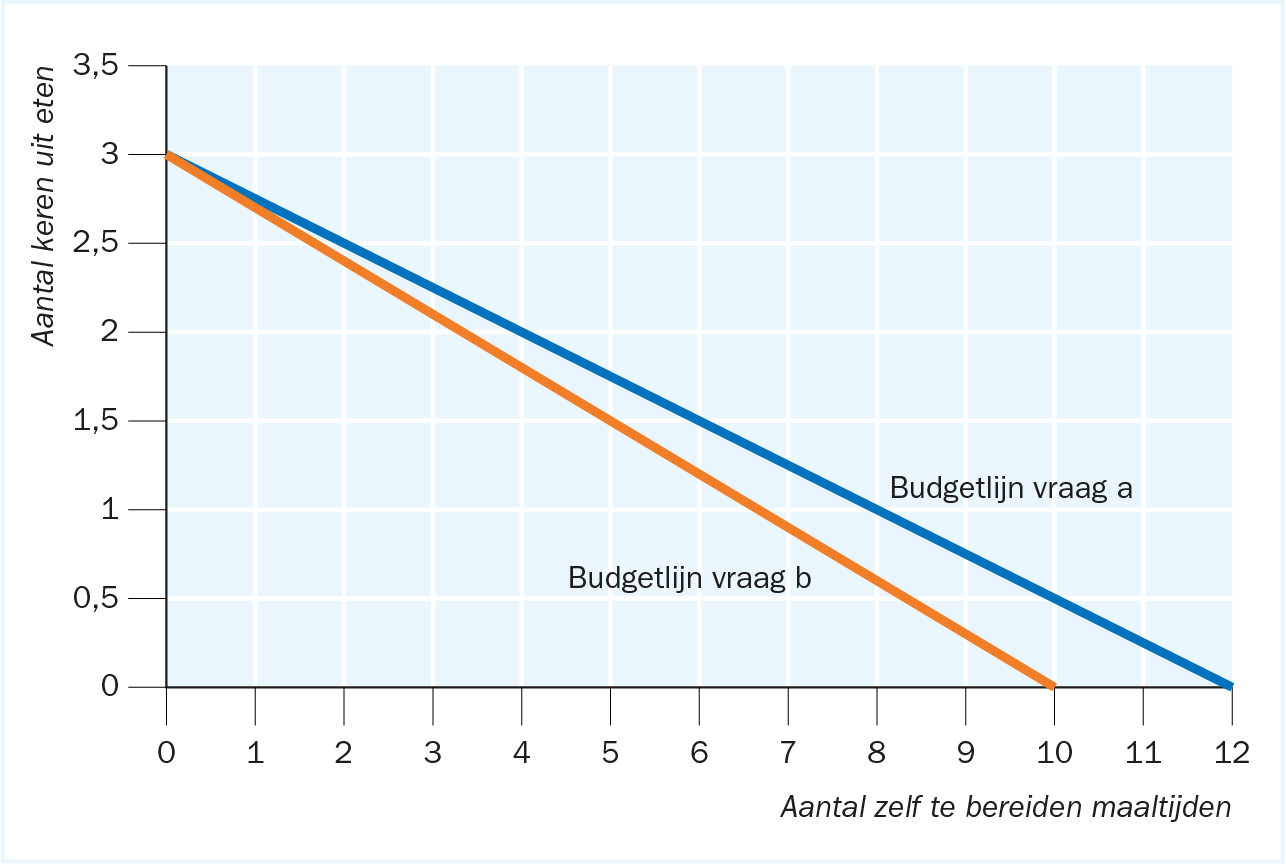 Aantal keren uit eten
3,5
3
2,5
2
1,5
1
0,5
0
Budgetlijn vraag a
Budgetlijn vraag b
0 1 2 3 4 5 6 7 8 9 10 11 12
Aantal zelf te bereiden maaltijden